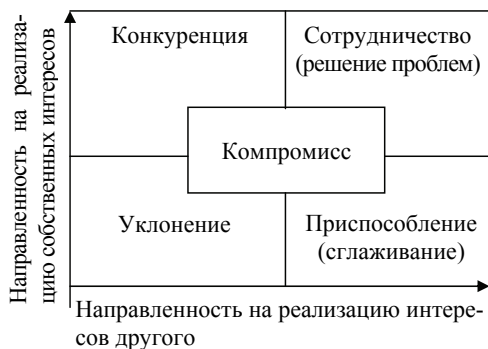 Направленность на реализа-
цию собственных интересов
Конкуренция
Сотрудничество
(решение проблем)
Компромисс
Уклонение
Приспособление
(сглаживание)
Направленность на реализацию интере-
сов другого